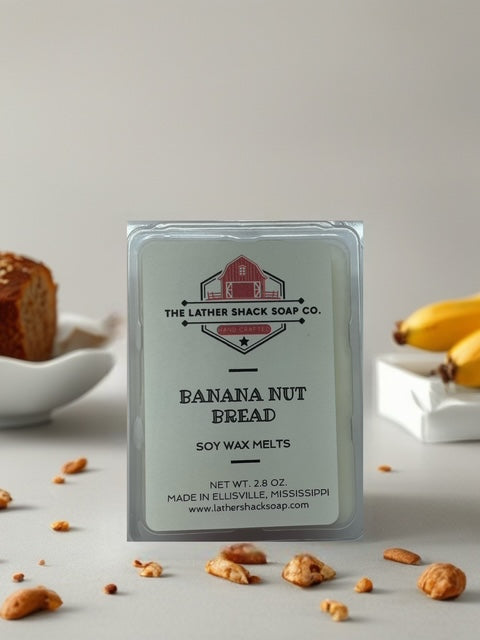 THE LATHER SHACK SOAP CO.
HAND CRAFTED
BANANA NUT
BREAD
SOY WAX MELTS
NET WT. 2.8 OZ.
MADE IN ELLISVILLE, MISSISSIPPI
www.lathershacksoap.com